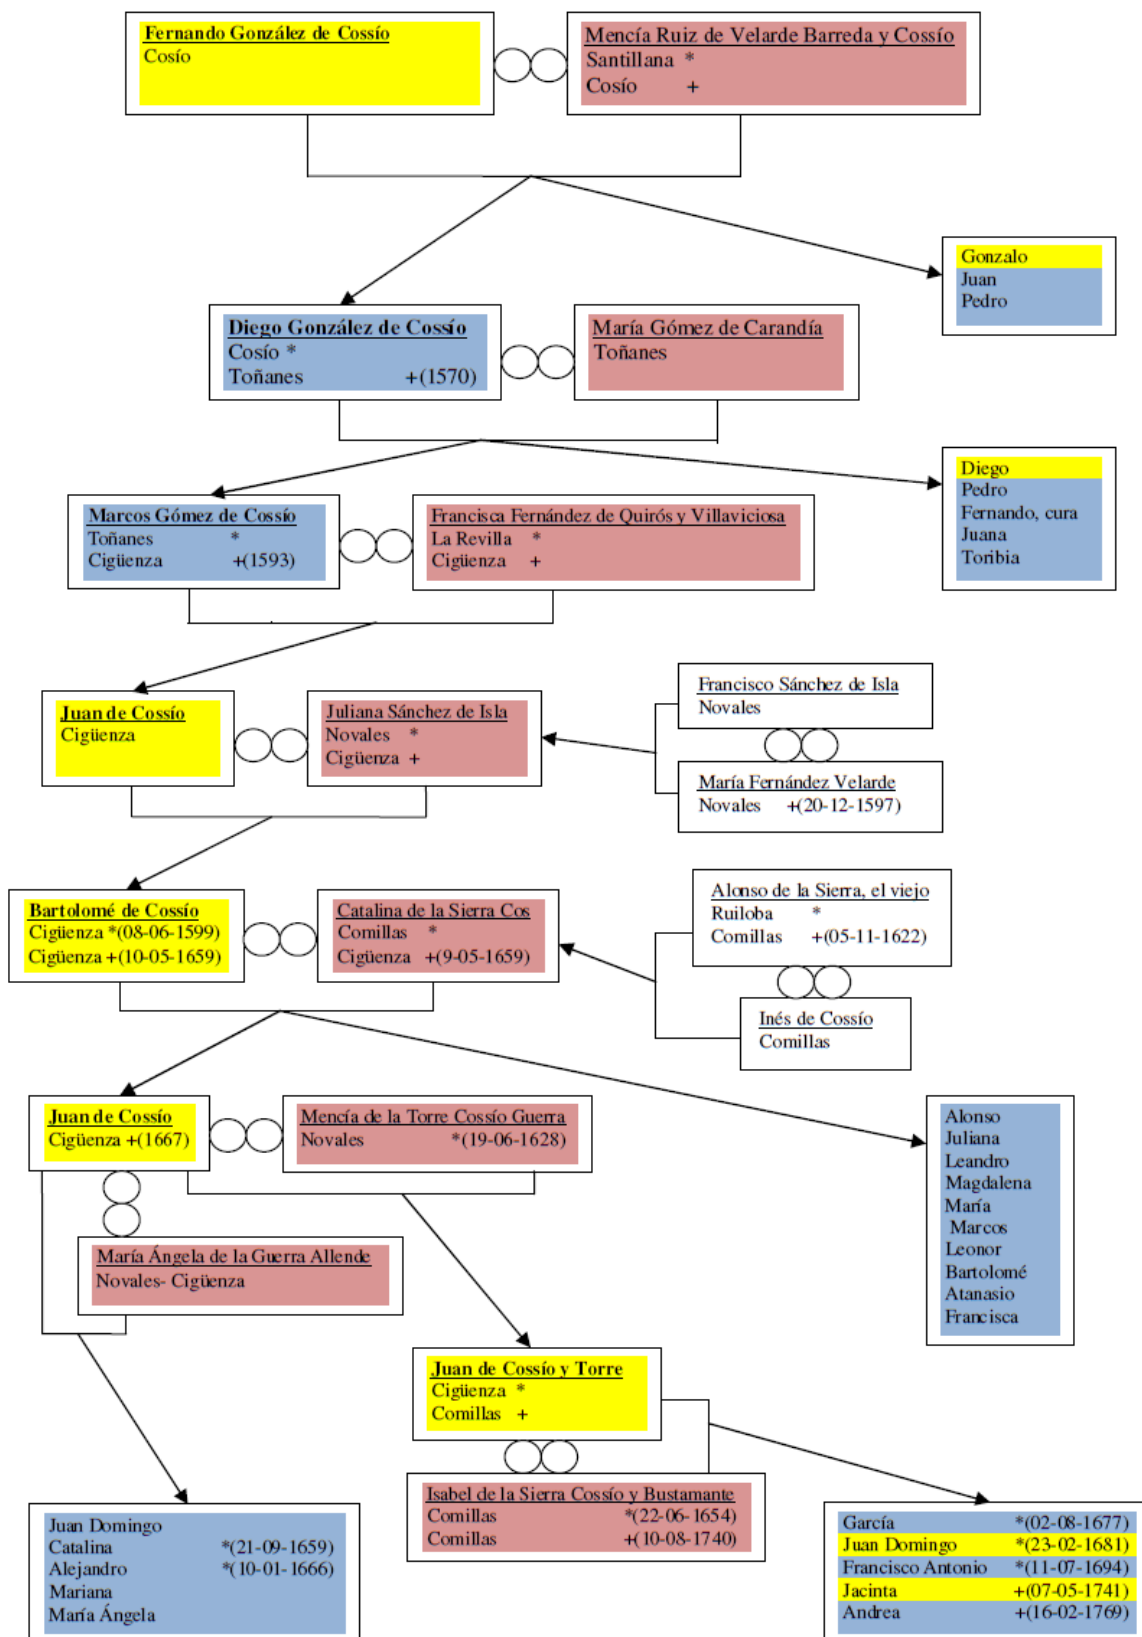 Fernando González de Cossío
Cosío
Mencía Ruiz de Velarde Barreda y Cossío
Santillana *
Cosío +
Gonzalo
Juan
Pedro
Diego González de Cossío
Cosío *
Toñanes +(1570)
María Gómez de Carandía
Toñanes
Diego
Pedro
Fernando, cura
Juana
Toribia
Marcos Gómez de Cossío
Toñanes *
Cigüenza +(1593)
Francisca Fernández de Quirós y Villaviciosa
La Revilla *
Cigüenza +
Juan de Cossío
Cigüenza
Juliana Sánchez de Isla
Novales *
Cigüenza +
Francisco Sánchez de Isla
Novales
María Fernández Velarde
Novales +(20-12-1597)
Bartolomé de Cossío
Cigüenza *(08-06-1599)
Cigüenza +(10-05-1659)
Catalina de la Sierra Cos
Comillas *
Cigüenza +(9-05-1659)
Alonso de la Sierra, el viejo
Ruiloba *
Comillas +(05-11-1622)
Inés de Cossío
Comillas
Juan de Cossío
Cigüenza +(1667)
Mencía de la Torre Cossío Guerra
Novales *(19-06-1628)
Alonso
Juliana
Leandro
Magdalena
María
Marcos
Leonor
Bartolomé
Atanasio
Francisca
María Ángela de la Guerra Allende
Novales- Cigüenza
Juan de Cossío y Torre
Cigüenza *
Comillas +
Isabel de la Sierra Cossío y Bustamante
Comillas *(22-06-1654)
Comillas +(10-08-1740)
Juan Domingo
Catalina *(21-09-1659)
Alejandro *(10-01-1666)
Mariana
María Ángela
García *(02-08-1677)
Juan Domingo *(23-02-1681)
Francisco Antonio *(11-07-1694)
Jacinta +(07-05-1741)
Andrea +(16-02-1769)